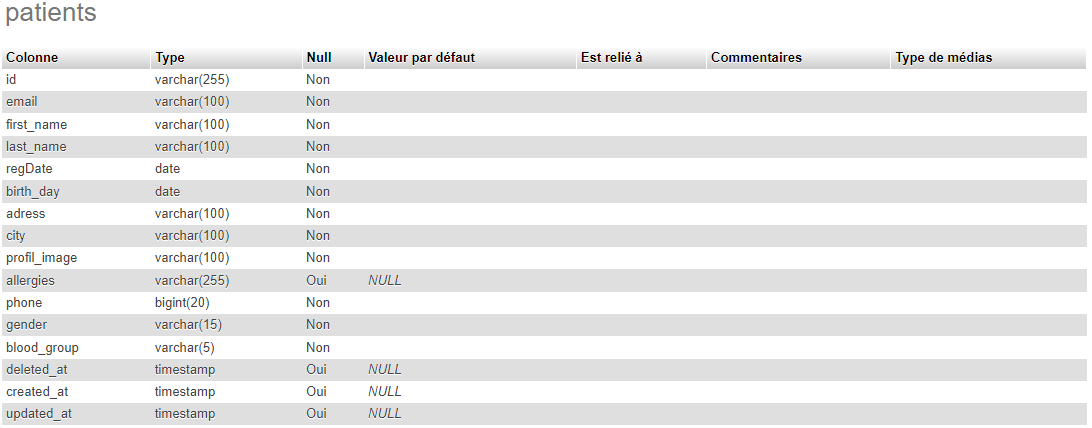 patients
Colonne Type Null Valeur par défaut Est relié à Commentaires Type de médias
id varchar(255) Non
email varchar(100) Non
first_name varchar(100) Non
last_name varchar(100) Non
regDate date Non
birth_day date Non
adress varchar(100) Non
city varchar(100) Non
profil_image varchar(100) Non
allergies varchar(255) Oui NULL
phone bigint(20) Non
gender varchar(15) Non
blood_group varchar(5) Non
deleted_at timestamp Oui NULL
created_at timestamp Oui NULL
updated_at timestamp Oui NULL